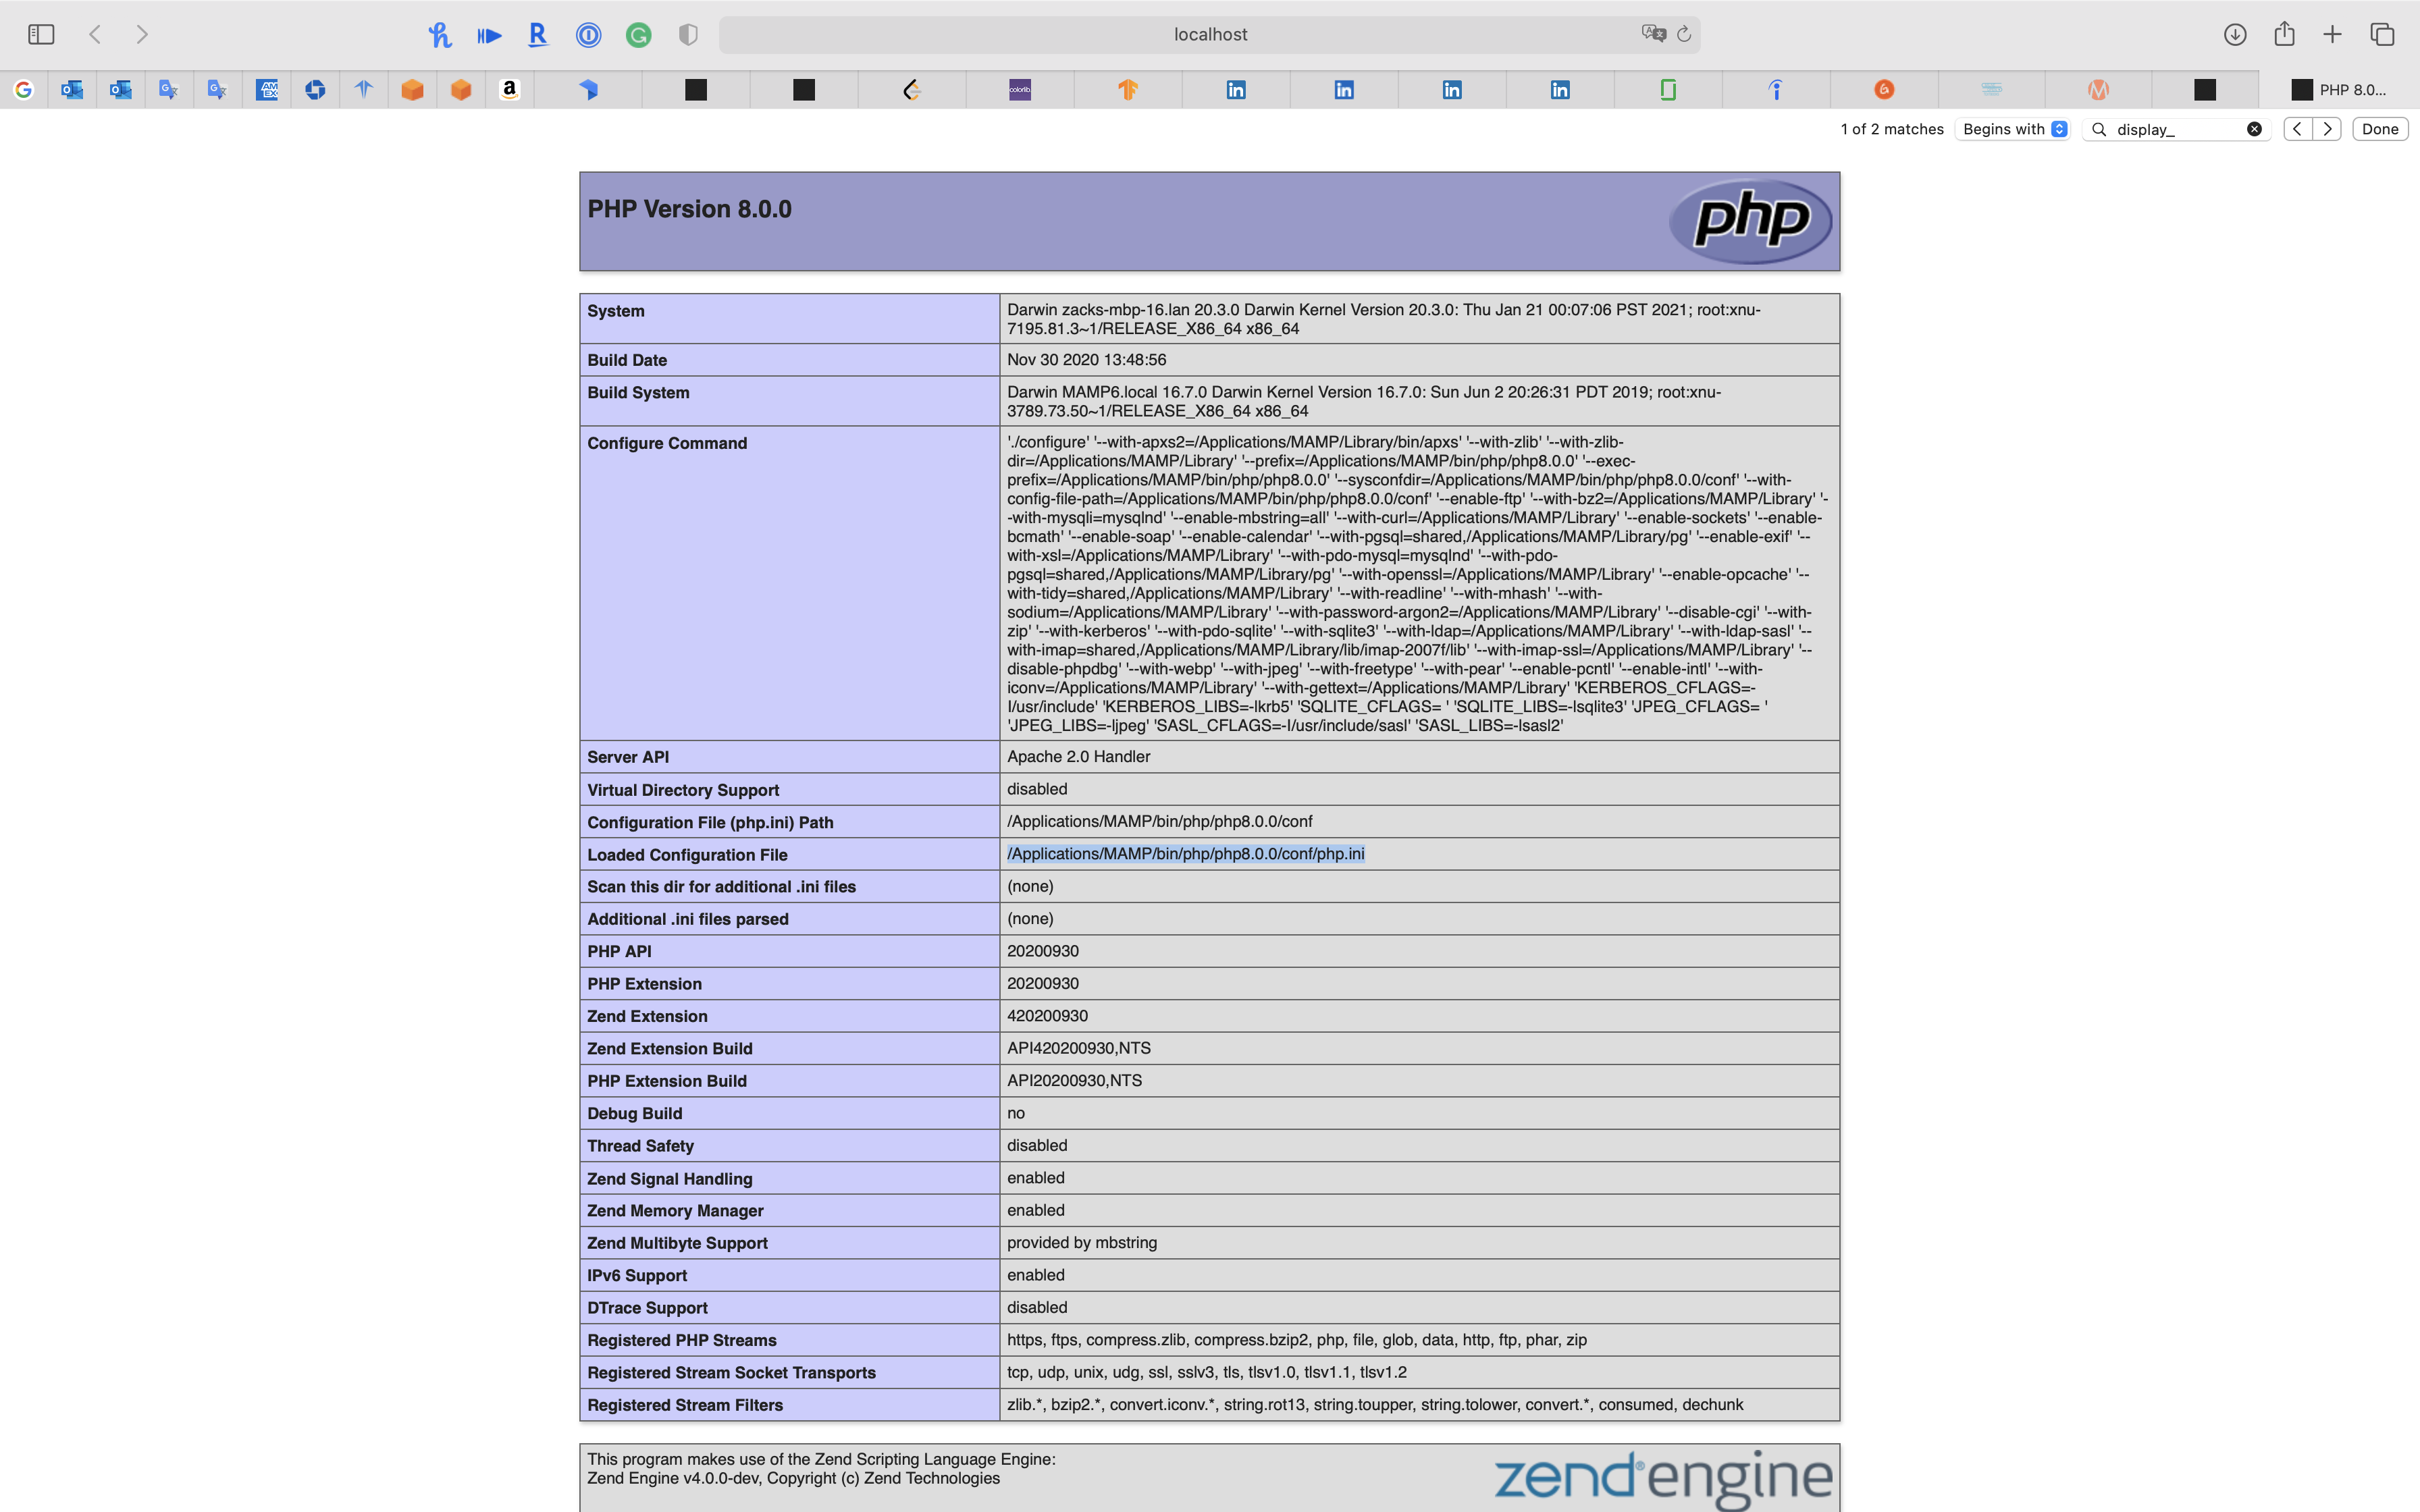 localhost
PHP 8.0...
1 of 2 matches Begins with display_ Done
PHP Version 8.0.0
php
System Darwin zacks-mbp-16.lan 20.3.0 Darwin Kernel Version 20.3.0: Thu Jan 21 00:07:06 PST 2021; root:xnu-
7195.81.3~1/RELEASE_X86_64 x86_64
Build Date Nov 30 2020 13:48:56
Build System Darwin MAMP6.local 16.7.0 Darwin Kernel Version 16.7.0: Sun Jun 2 20:26:31 PDT 2019; root:xnu-
3789.73.50~1/RELEASE_X86_64 x86_64
Configure Command './configure' '--with-apxs2=/Applications/MAMP/Library/bin/apxs' '--with-zlib' '--with-zlib-
dir=/Applications/MAMP/Library' '--prefix=/Applications/MAMP/bin/php/php8.0.0' '--exec-
prefix=/Applications/MAMP/bin/php/php8.0.0' '--sysconfdir=/Applications/MAMP/bin/php/php8.0.0/conf' '--with-
config-file-path=/Applications/MAMP/bin/php/php8.0.0/conf' '--enable-ftp' '--with-bz2=/Applications/MAMP/Library' '-
-with-mysqli=mysqlnd' '--enable-mbstring=all' '--with-curl=/Applications/MAMP/Library' '--enable-sockets' '--enable-
bcmath' '--enable-soap' '--enable-calendar' '--with-pgsql=shared,/Applications/MAMP/Library/pg' '--enable-exif' '--
with-xsl=/Applications/MAMP/Library' '--with-pdo-mysql=mysqlnd' '--with-pdo-
pgsql=shared,/Applications/MAMP/Library/pg' '--with-openssl=/Applications/MAMP/Library' '--enable-opcache' '--
with-tidy=shared,/Applications/MAMP/Library' '--with-readline' '--with-mhash' '--with-
sodium=/Applications/MAMP/Library' '--with-password-argon2=/Applications/MAMP/Library' '--disable-cgi' '--with-
zip' '--with-kerberos' '--with-pdo-sqlite' '--with-sqlite3' '--with-ldap=/Applications/MAMP/Library' '--with-ldap-sasl' '--
with-imap=shared,/Applications/MAMP/Library/lib/imap-2007f/lib' '--with-imap-ssl=/Applications/MAMP/Library' '--
disable-phpdbg' '--with-webp' '--with-jpeg' '--with-freetype' '--with-pear' '--enable-pcntl' '--enable-intl' '--with-
iconv=/Applications/MAMP/Library' '--with-gettext=/Applications/MAMP/Library' 'KERBEROS_CFLAGS=-
I/usr/include' 'KERBEROS_LIBS=-lkrb5' 'SQLITE_CFLAGS= ' 'SQLITE_LIBS=-lsqlite3' 'JPEG_CFLAGS= '
'JPEG_LIBS=-ljpeg' 'SASL_CFLAGS=-I/usr/include/sasl' 'SASL_LIBS=-lsasl2'
Server API Apache 2.0 Handler
Virtual Directory Support disabled
Configuration File (php.ini) Path /Applications/MAMP/bin/php/php8.0.0/conf
Loaded Configuration File /Applications/MAMP/bin/php/php8.0.0/conf/php.ini
Scan this dir for additional .ini files (none)
Additional .ini files parsed (none)
PHP API 20200930
PHP Extension 20200930
Zend Extension 420200930
Zend Extension Build API420200930,NTS
PHP Extension Build API20200930,NTS
Debug Build no
Thread Safety disabled
Zend Signal Handling enabled
Zend Memory Manager enabled
Zend Multibyte Support provided by mbstring
IPv6 Support enabled
DTrace Support disabled
Registered PHP Streams https, ftps, compress.zlib, compress.bzip2, php, file, glob, data, http, ftp, phar, zip
Registered Stream Socket Transports tcp, udp, unix, udg, ssl, sslv3, tls, tlsv1.0, tlsv1.1, tlsv1.2
Registered Stream Filters zlib.*, bzip2.*, convert.iconv.*, string.rot13, string.toupper, string.tolower, convert.*, consumed, dechunk
This program makes use of the Zend Scripting Language Engine:
Zend Engine v4.0.0-dev, Copyright (c) Zend Technologies
zend®engine